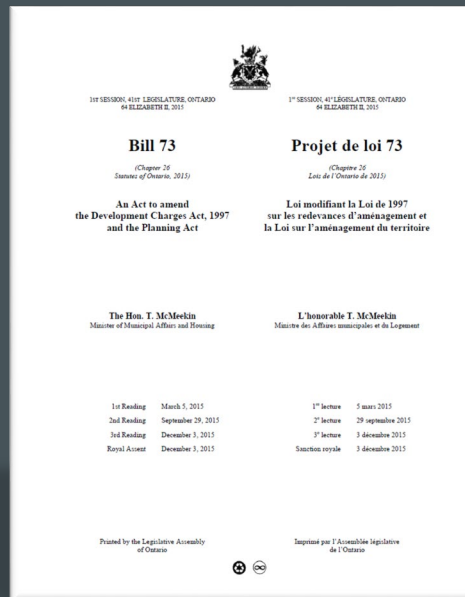 1ST SESSION, 41ST LEGISLATURE, ONTARIO
64 ELIZABETH II, 2015
Bill 73
(Chapter 26
Statutes of Ontario, 2015)
An Act to amend
the Development Charges Act, 1997
and the Planning Act
The Hon. T. McMeekin
Minister of Municipal Affairs and Housing
1st Reading March 5, 2015
2nd Reading September 29, 2015
3rd Reading December 3, 2015
Royal Assent December 3, 2015
Printed by the Legislative Assembly
of Ontario
1re SESSION, 41e LÉGISLATURE, ONTARIO
64 ELIZABETH II, 2015
Projet de loi 73
(Chapitre 26
Lois de l'Ontario de 2015)
Loi modifiant la Loi de 1997
sur les redevances d'aménagement et
la Loi sur l'aménagement du territoire
L'honorable T. McMeekin
Ministre des Affaires municipales et du Logement
1re lecture 5 mars 2015
2e lecture 29 septembre 2015
3e lecture 3 décembre 2015
Sanction royale 3 décembre 2015
Imprimé par l'Assemblée législative
de l'Ontario